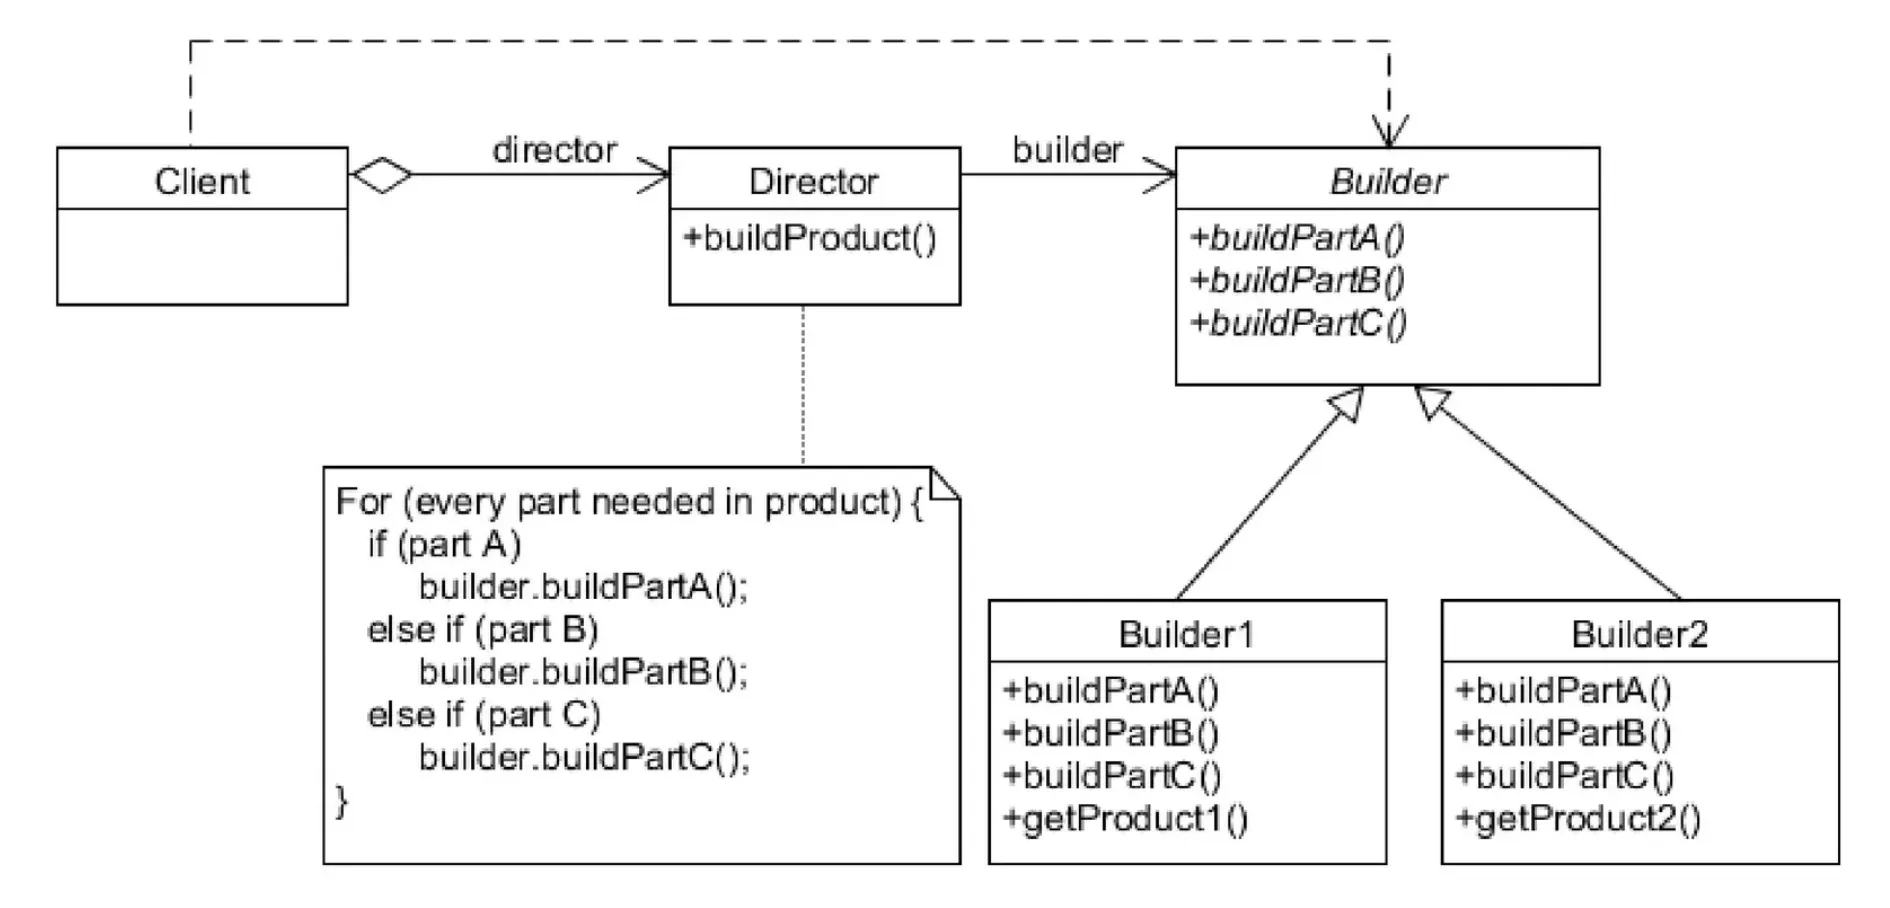 director
builder
Client
Director
+buildProduct()
Builder
+buildPartA()
+buildPartB()
+buildPartC()
For (every part needed in product) {
if (part A)
builder.buildPartA();
else if (part B)
builder.buildPartB();
else if (part C)
builder.buildPartC();
}
Builder1
+buildPartA()
+buildPartB()
+buildPartC()
+getProduct1()
Builder2
+buildPartA()
+buildPartB()
+buildPartC()
+getProduct2()